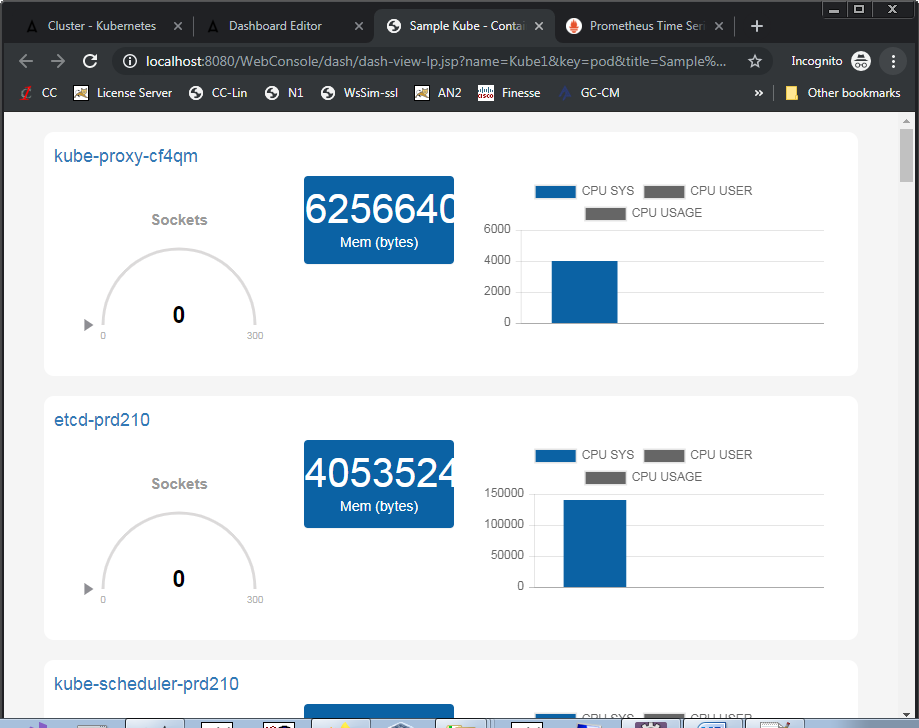 Cluster - Kubernetes
Dashboard Editor
Sample Kube - Contai
Prometheus Time Seri
localhost:8080/WebConsole/dash/dash-view-lp.jsp?name=Kube1&key=pod&title=Sample%...
Incognito
CC
License Server
CC-Lin
N1
WsSim-ssl
AN2
CISCO
Finesse
GC-CM
»
Other bookmarks
kube-proxy-cf4qm
Sockets
0
0
300
6256640
Mem (bytes)
CPU SYS
CPU USER
CPU USAGE
6000
4000
2000
0
etcd-prd210
Sockets
0
0
300
4053524
Mem (bytes)
CPU SYS
CPU USER
CPU USAGE
150000
100000
50000
0
kube-scheduler-prd210
CPU SYS
CPU USER